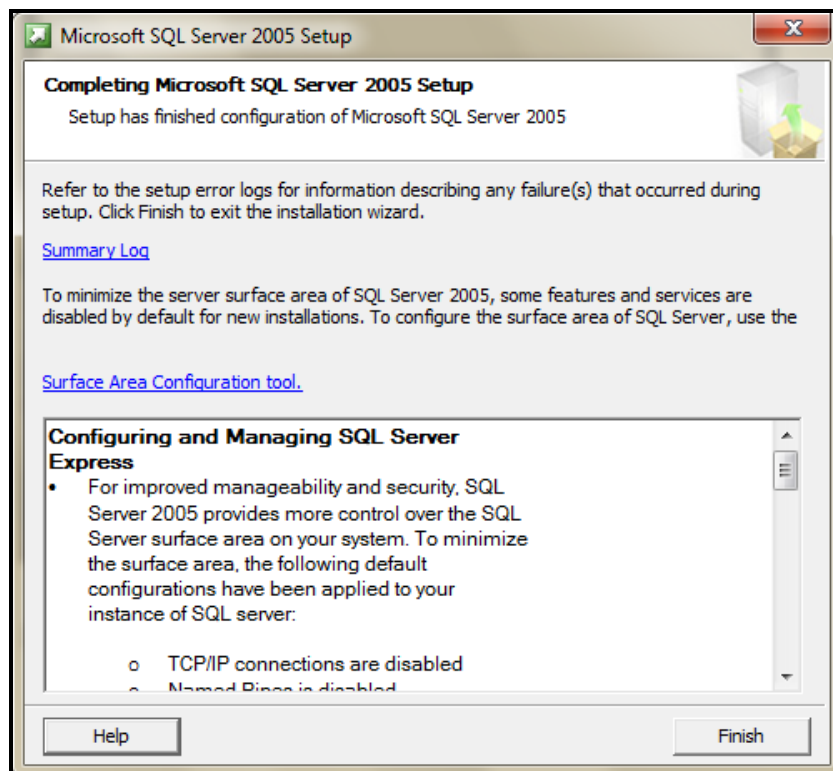 Microsoft SQL Server 2005 Setup
Completing Microsoft SQL Server 2005 Setup
Setup has finished configuration of Microsoft SQL Server 2005
Refer to the setup error logs for information describing any failure(s) that occurred during
setup. Click Finish to exit the installation wizard.
Summary Log
To minimize the server surface area of SQL Server 2005, some features and services are
disabled by default for new installations. To configure the surface area of SQL Server, use the
Surface Area Configuration tool.
Configuring and Managing SQL Server
Express
• For improved manageability and security, SQL
Server 2005 provides more control over the SQL
Server surface area on your system. To minimize
the surface area, the following default
configurations have been applied to your
instance of SQL server:
o TCP/IP connections are disabled
o Named Pipes is disabled
Help
Finish